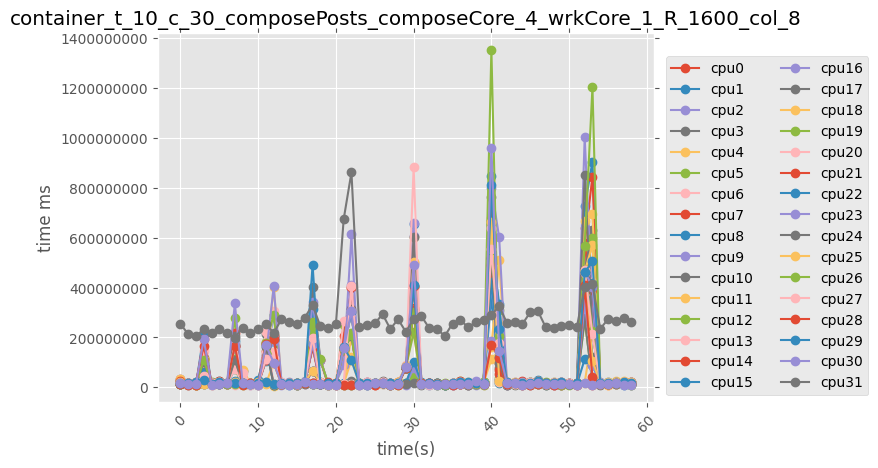 container_t_10_c_30_composePosts_composeCore_4_wrkCore_1_R_1600_col_8
1400000000
1200000000
1000000000
800000000
600000000
400000000
200000000
0
time ms
0 10 20 30 40 50 60
time(s)
cpu0 cpu16
cpu1 cpu17
cpu2 cpu18
cpu3 cpu19
cpu4 cpu20
cpu5 cpu21
cpu6 cpu22
cpu7 cpu23
cpu8 cpu24
cpu9 cpu25
cpu10 cpu26
cpu11 cpu27
cpu12 cpu28
cpu13 cpu29
cpu14 cpu30
cpu15 cpu31